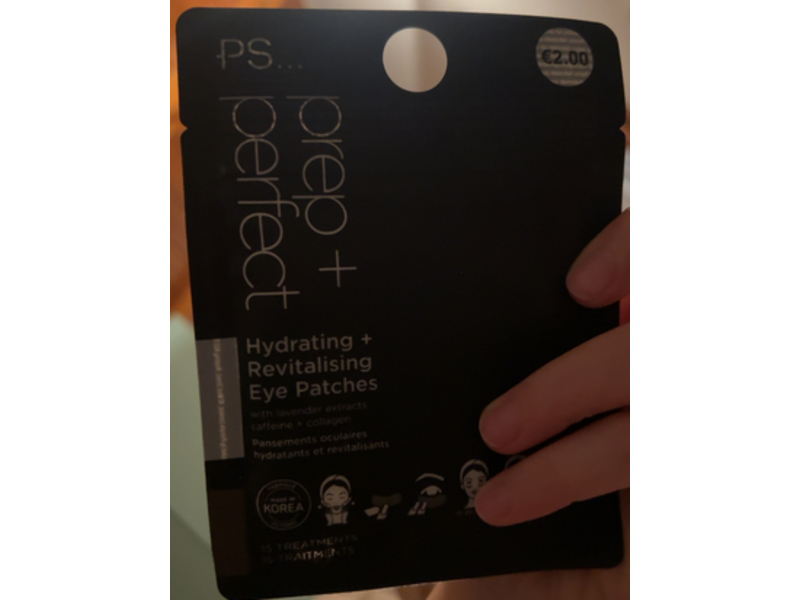 PS...
€2.00
prep +
perfect
Hydrating +
Revitalising
Eye Patches
with lavender extracts
caffeine + collagen
Pansements oculaires
hydratants et revitalisants
MADE IN
KOREA
15 TREATMENTS
15 TRAITMENTS